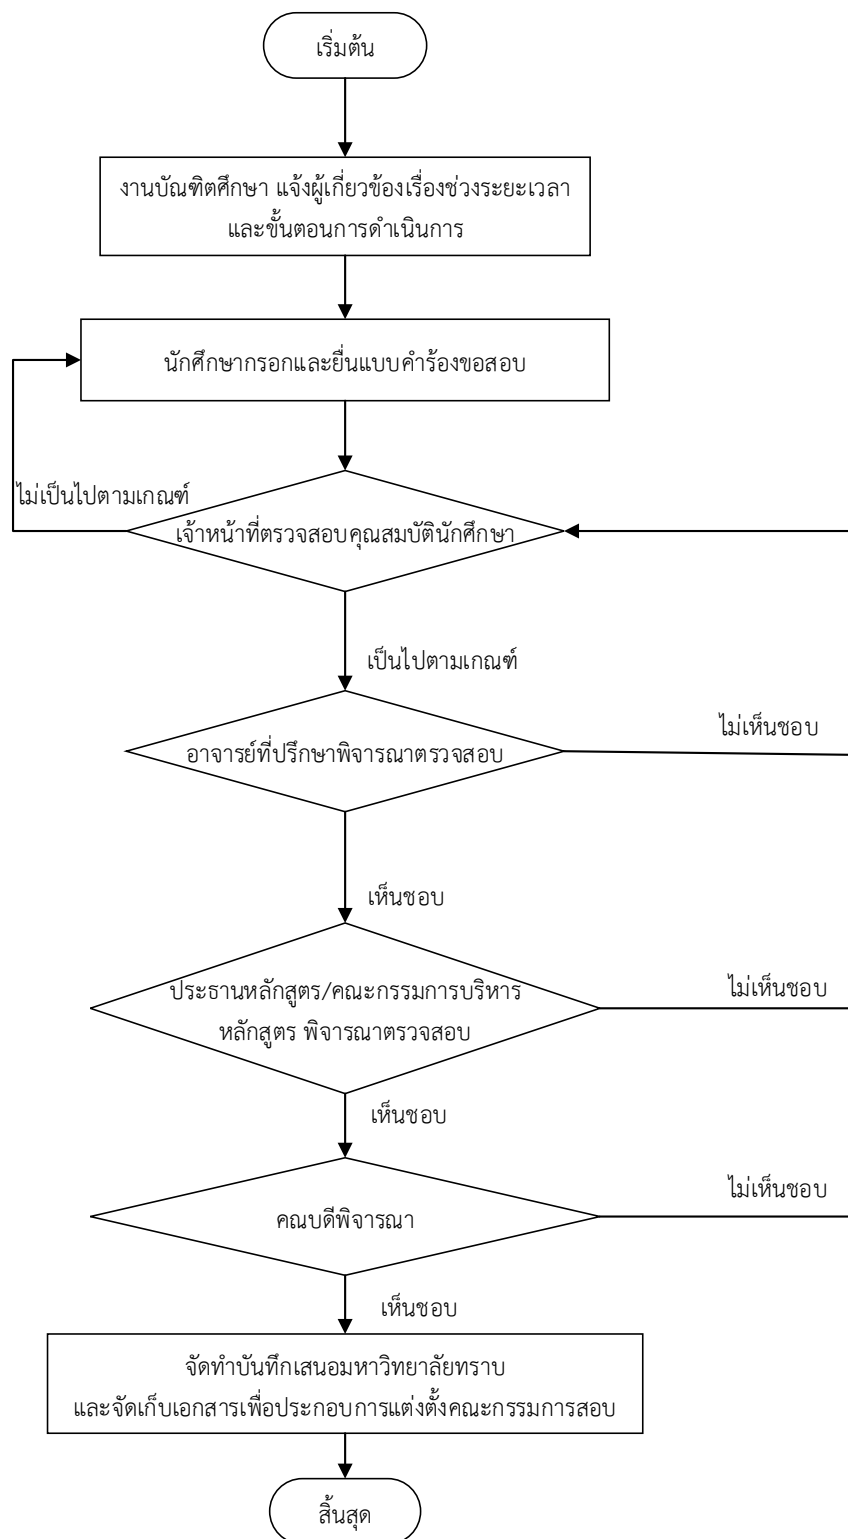 เริ่มต้น
งานบัณฑิตศึกษา แจ้งผู้เกี่ยวข้องเรื่องช่วงระยะเวลา
และขั้นตอนการดำเนินการ
นักศึกษากรอกและยื่นแบบคำร้องขอสอบ
ไม่เป็นไปตามเกณฑ์
เจ้าหน้าที่ตรวจสอบคุณสมบัตินักศึกษา
เป็นไปตามเกณฑ์
ไม่เห็นชอบ
อาจารย์ที่ปรึกษาพิจารณาตรวจสอบ
เห็นชอบ
ประธานหลักสูตร/คณะกรรมการบริหาร
หลักสูตร พิจารณาตรวจสอบ
ไม่เห็นชอบ
เห็นชอบ
ไม่เห็นชอบ
คณบดีพิจารณา
เห็นชอบ
จัดทำบันทึกเสนอมหาวิทยาลัยทราบ
และจัดเก็บเอกสารเพื่อประกอบการแต่งตั้งคณะกรรมการสอบ
สิ้นสุด